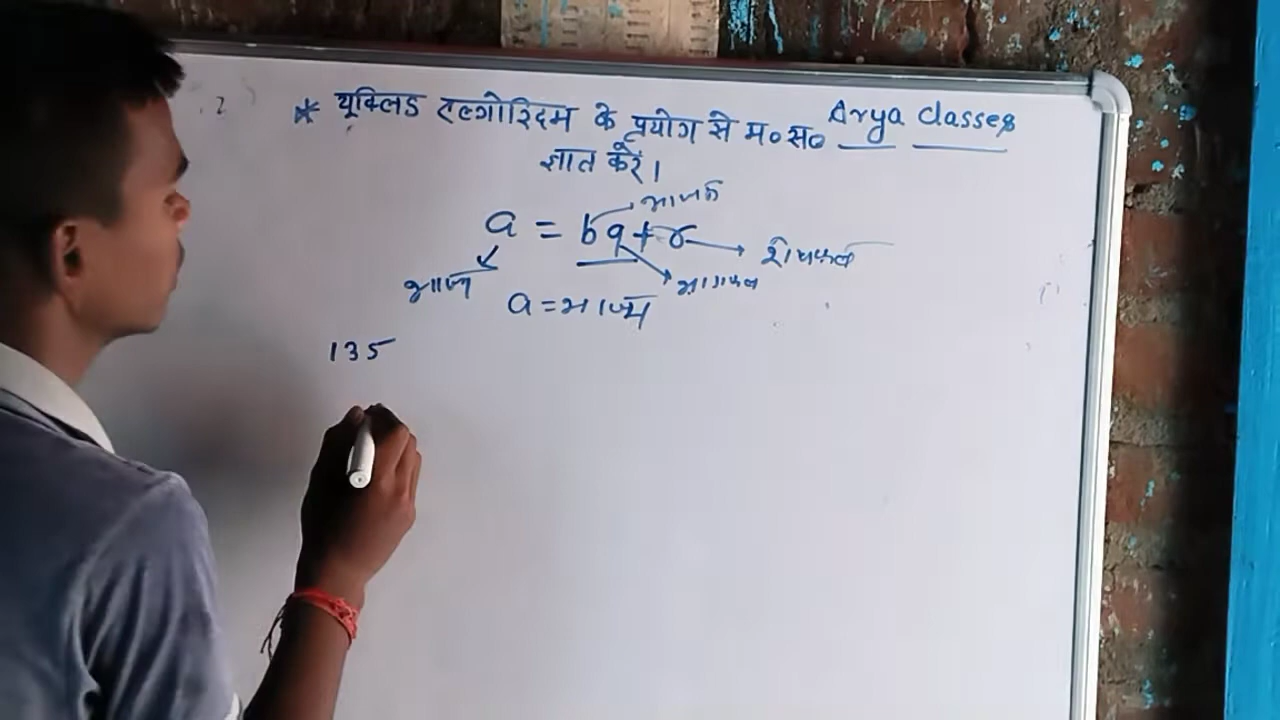 * यूक्लिड एल्गोरिदम के प्रयोग से म०स० Arya Classes
ज्ञात करें।
भाजक
a = bq + r शेषफल
भाज्य भागफल
a = भाज्य
135